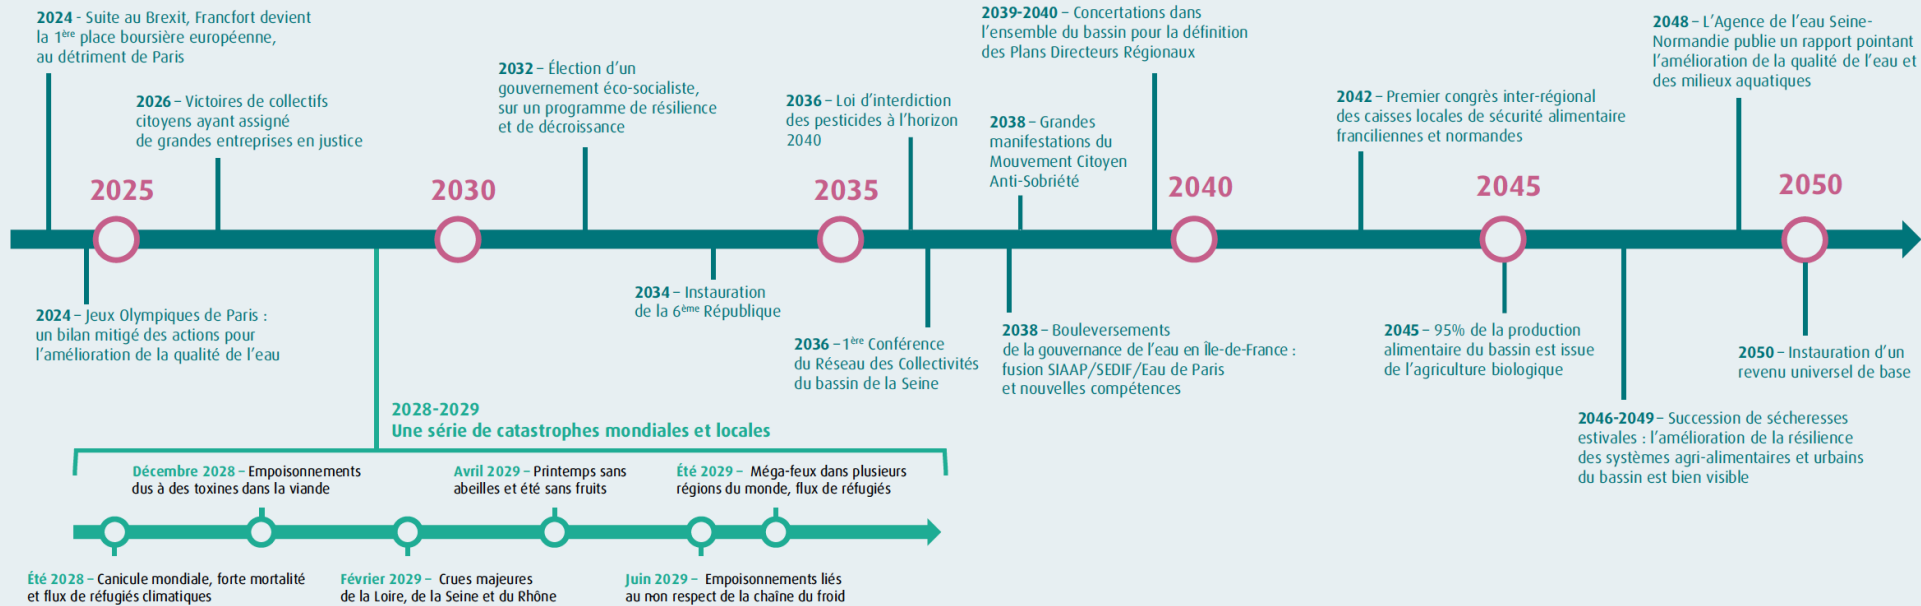 2024 - Suite au Brexit, Francfort devient
la 1ère place boursière européenne,
au détriment de Paris
2026 – Victoires de collectifs
citoyens ayant assigné
de grandes entreprises en justice
2032 – Élection d’un
gouvernement éco-socialiste,
sur un programme de résilience
et de décroissance
2036 – Loi d’interdiction
des pesticides à l’horizon
2040
2039-2040 – Concertations dans
l’ensemble du bassin pour la définition
des Plans Directeurs Régionaux
2038 – Grandes
manifestations du
Mouvement Citoyen
Anti-Sobriété
2042 – Premier congrès inter-régional
des caisses locales de sécurité alimentaire
franciliennes et normandes
2048 – L’Agence de l’eau Seine-
Normandie publie un rapport pointant
l’amélioration de la qualité de l’eau et
des milieux aquatiques
2025
2030
2035
2040
2045
2050
2024 – Jeux Olympiques de Paris :
un bilan mitigé des actions pour
l’amélioration de la qualité de l’eau
2034 – Instauration
de la 6ème République
2036 –1ère Conférence
du Réseau des Collectivités
du bassin de la Seine
2038 – Bouleversements
de la gouvernance de l’eau en Île-de-France :
fusion SIAAP/SEDIF/Eau de Paris
et nouvelles compétences
2045 – 95% de la production
alimentaire du bassin est issue
de l’agriculture biologique
2046-2049 – Succession de sécheresses
estivales : l’amélioration de la résilience
des systèmes agri-alimentaires et urbains
du bassin est bien visible
2050 – Instauration d’un
revenu universel de base
2028-2029
Une série de catastrophes mondiales et locales
Décembre 2028 – Empoisonnements
dus à des toxines dans la viande
Avril 2029 – Printemps sans
abeilles et été sans fruits
Été 2029 – Méga-feux dans plusieurs
régions du monde, flux de réfugiés
Été 2028 – Canicule mondiale, forte mortalité
et flux de réfugiés climatiques
Février 2029 – Crues majeures
de la Loire, de la Seine et du Rhône
Juin 2029 – Empoisonnements liés
au non respect de la chaîne du froid